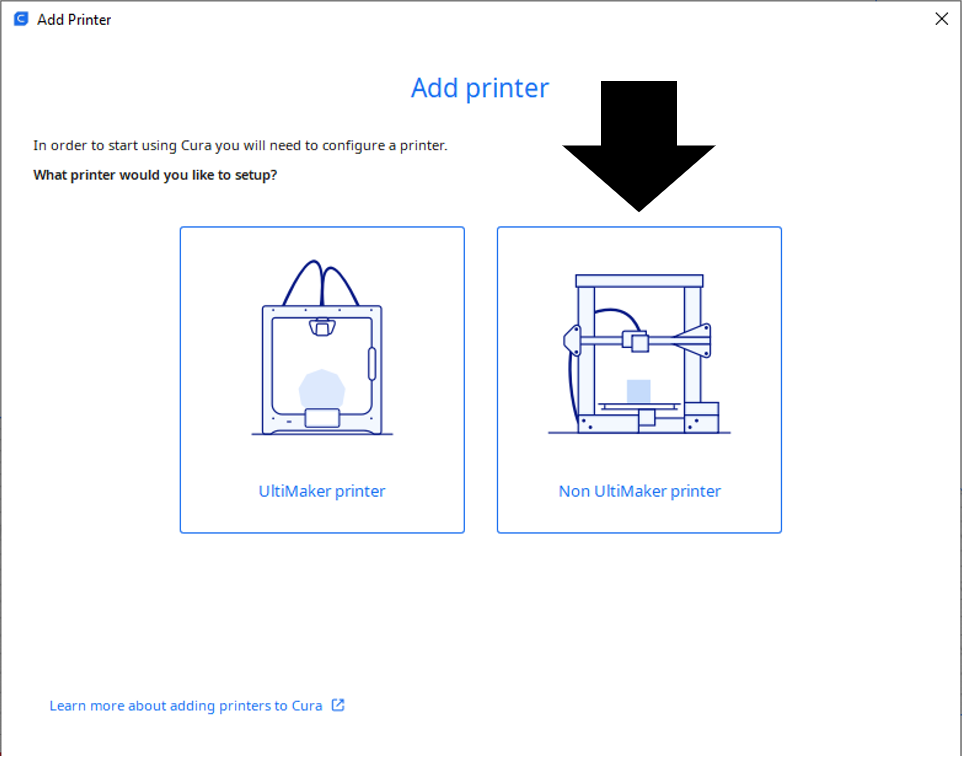 Add Printer
Add printer
In order to start using Cura you will need to configure a printer.
What printer would you like to setup?
UltiMaker printer
Non UltiMaker printer
Learn more about adding printers to Cura